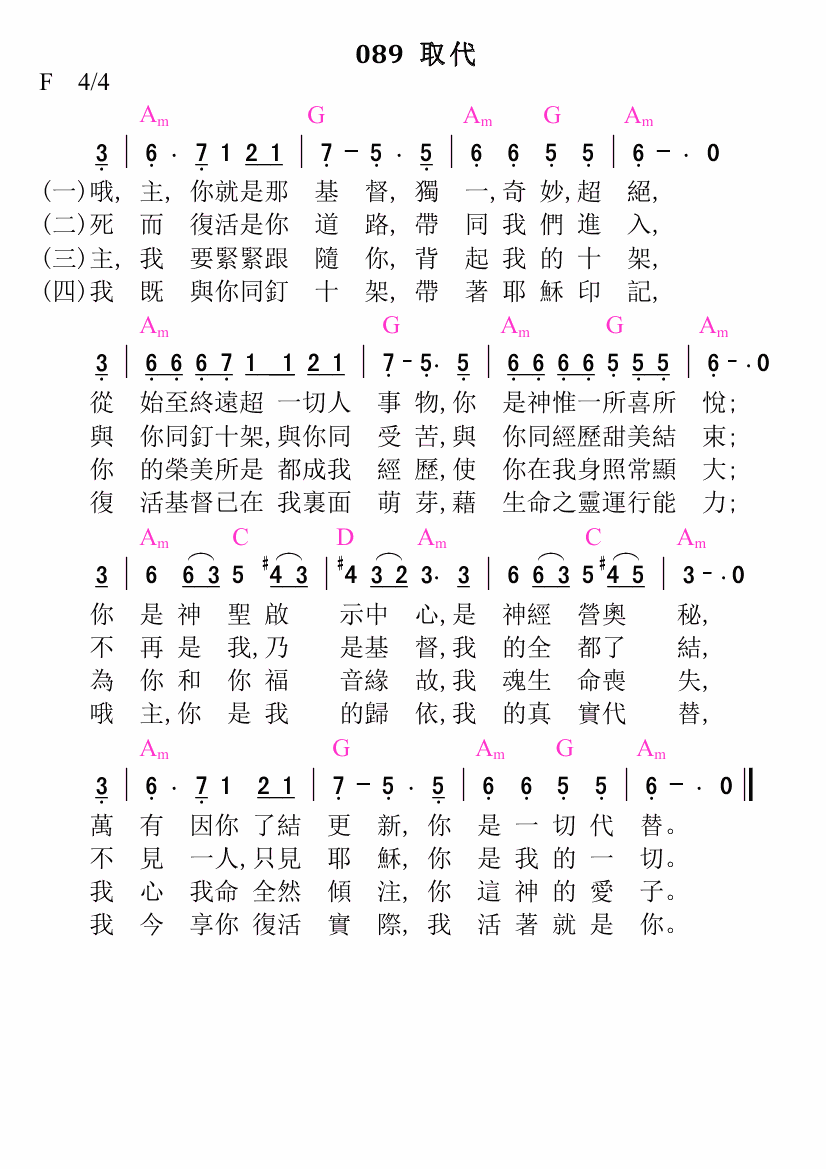 089 取代
F 4/4
Am G Am G Am
3 | 6 · 7 1 2 1 | 7 - 5 · 5 | 6 6 5 5 | 6 - · 0
(一)哦, 主, 你就是那 基 督, 獨 一,奇 妙,超 絕,
(二)死 而 復活是你 道 路, 帶 同 我 們 進 入,
(三)主, 我 要緊緊跟 隨 你, 背 起 我 的 十 架,
(四)我 既 與你同釘 十 架, 帶 著 耶 穌 印 記,
Am G Am G Am
3 | 6 6 6 7 1 1 2 1 | 7 - 5· 5 | 6 6 6 6 5 5 5 | 6 - ·0
從 始至終遠超 一切人 事 物,你 是神惟一所喜所 悅;
與 你同釘十架,與你同 受 苦,與 你同經歷甜美結 束;
你 的榮美所是 都成我 經 歷,使 你在我身照常顯 大;
復 活基督已在 我裏面 萌 芽,藉 生命之靈運行能 力;
Am C D Am C Am
3 | 6 6 3 5 #4 3 | #4 3 2 3· 3 | 6 6 3 5 #4 5 | 3 - ·0
你 是 神 聖 啟 示中 心,是 神經 營奧 秘,
不 再 是 我,乃 是基 督,我 的全 都了 結,
為 你 和 你 福 音緣 故,我 魂生 命喪 失,
哦 主,你 是 我 的歸 依,我 的真 實代 替,
Am G Am G Am
3 | 6 · 7 1 2 1 | 7 - 5 · 5 | 6 6 5 5 | 6 - · 0 ‖
萬 有 因你 了結 更 新, 你 是 一 切 代 替。
不 見 一人,只見 耶 穌, 你 是 我 的 一 切。
我 心 我命 全然 傾 注, 你 這 神 的 愛 子。
我 今 享你 復活 實 際, 我 活 著 就 是 你。